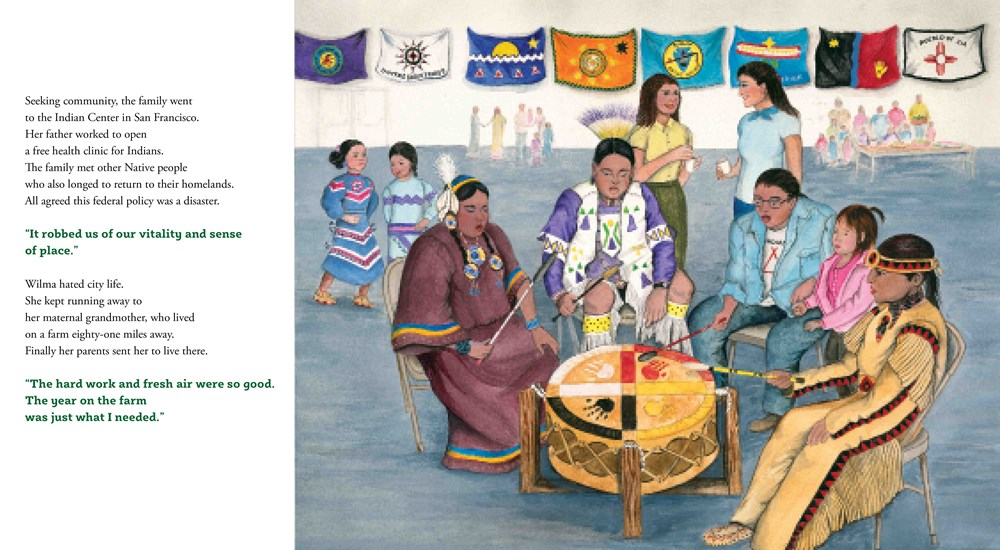 Seeking community, the family went
to the Indian Center in San Francisco.
Her father worked to open
a free health clinic for Indians.
The family met other Native people
who also longed to return to their homelands.
All agreed this federal policy was a disaster.
"It robbed us of our vitality and sense
of place."
Wilma hated city life.
She kept running away to
her maternal grandmother, who lived
on a farm eighty-one miles away.
Finally her parents sent her to live there.
"The hard work and fresh air were so good.
The year on the farm
was just what I needed."
PUEBLO OF ZIA